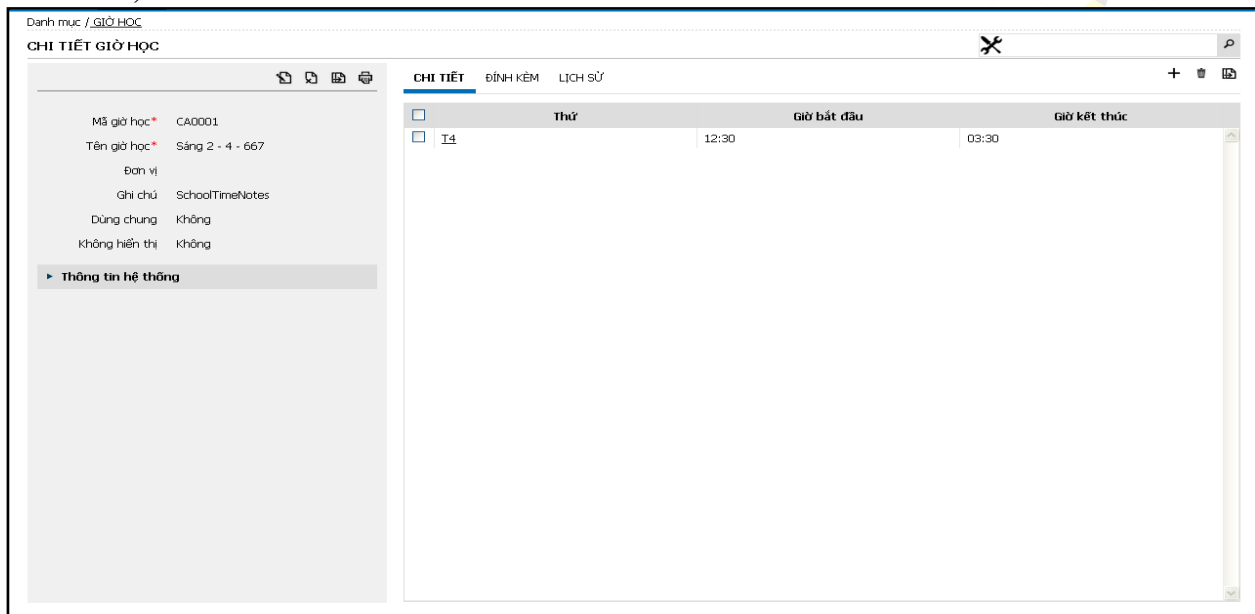 Danh mục / GIỜ HỌC
CHI TIẾT GIỜ HỌC
CHI TIẾT ĐÍNH KÈM LỊCH SỬ
Mã giờ học* CA0001
Tên giờ học* Sáng 2 - 4 - 667
Đơn vị
Ghi chú SchoolTimeNotes
Dùng chung Không
Không hiển thị Không
Thông tin hệ thống
Thứ Giờ bắt đầu Giờ kết thúc
T4 12:30 03:30